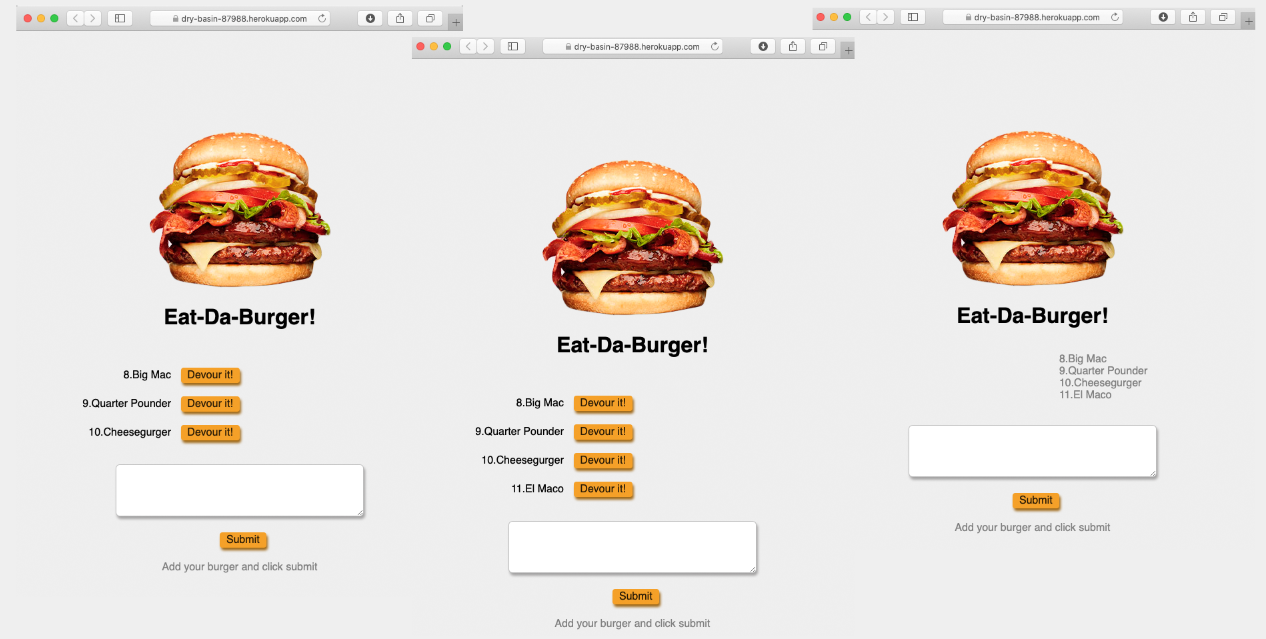 dry-basin-87988.herokuapp.com
Eat-Da-Burger!
8.Big Mac Devour it!
9.Quarter Pounder Devour it!
10.Cheesegurger Devour it!
Submit
Add your burger and click submit
dry-basin-87988.herokuapp.com
Eat-Da-Burger!
8.Big Mac Devour it!
9.Quarter Pounder Devour it!
10.Cheesegurger Devour it!
11.El Maco Devour it!
Submit
Add your burger and click submit
dry-basin-87988.herokuapp.com
Eat-Da-Burger!
8.Big Mac
9.Quarter Pounder
10.Cheesegurger
11.El Maco
Submit
Add your burger and click submit